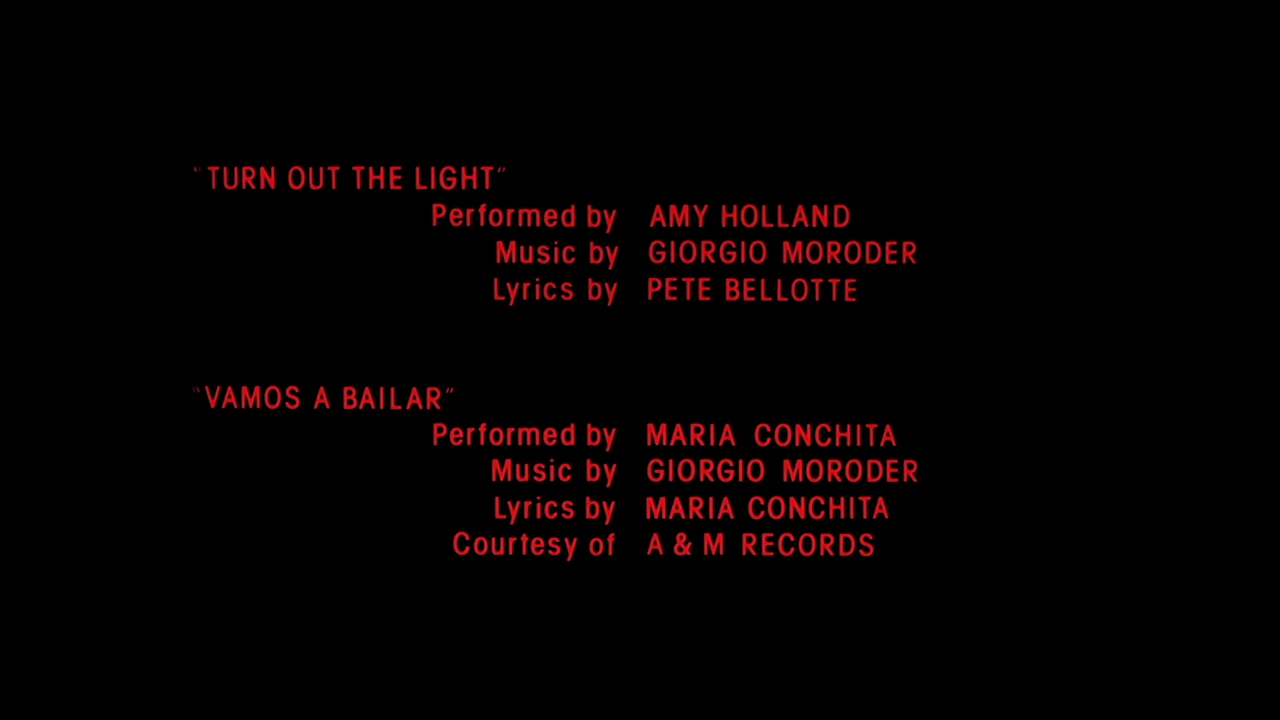 "TURN OUT THE LIGHT"
Performed by AMY HOLLAND
Music by GIORGIO MORODER
Lyrics by PETE BELLOTTE
"VAMOS A BAILAR"
Performed by MARIA CONCHITA
Music by GIORGIO MORODER
Lyrics by MARIA CONCHITA
Courtesy of A & M RECORDS